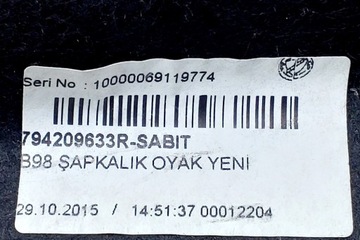 Seri No : 10000069119774
794209633R-SABIT
B98 ŞAPKALIK OYAK YENİ
29.10.2015 / 14:51:37 00012204